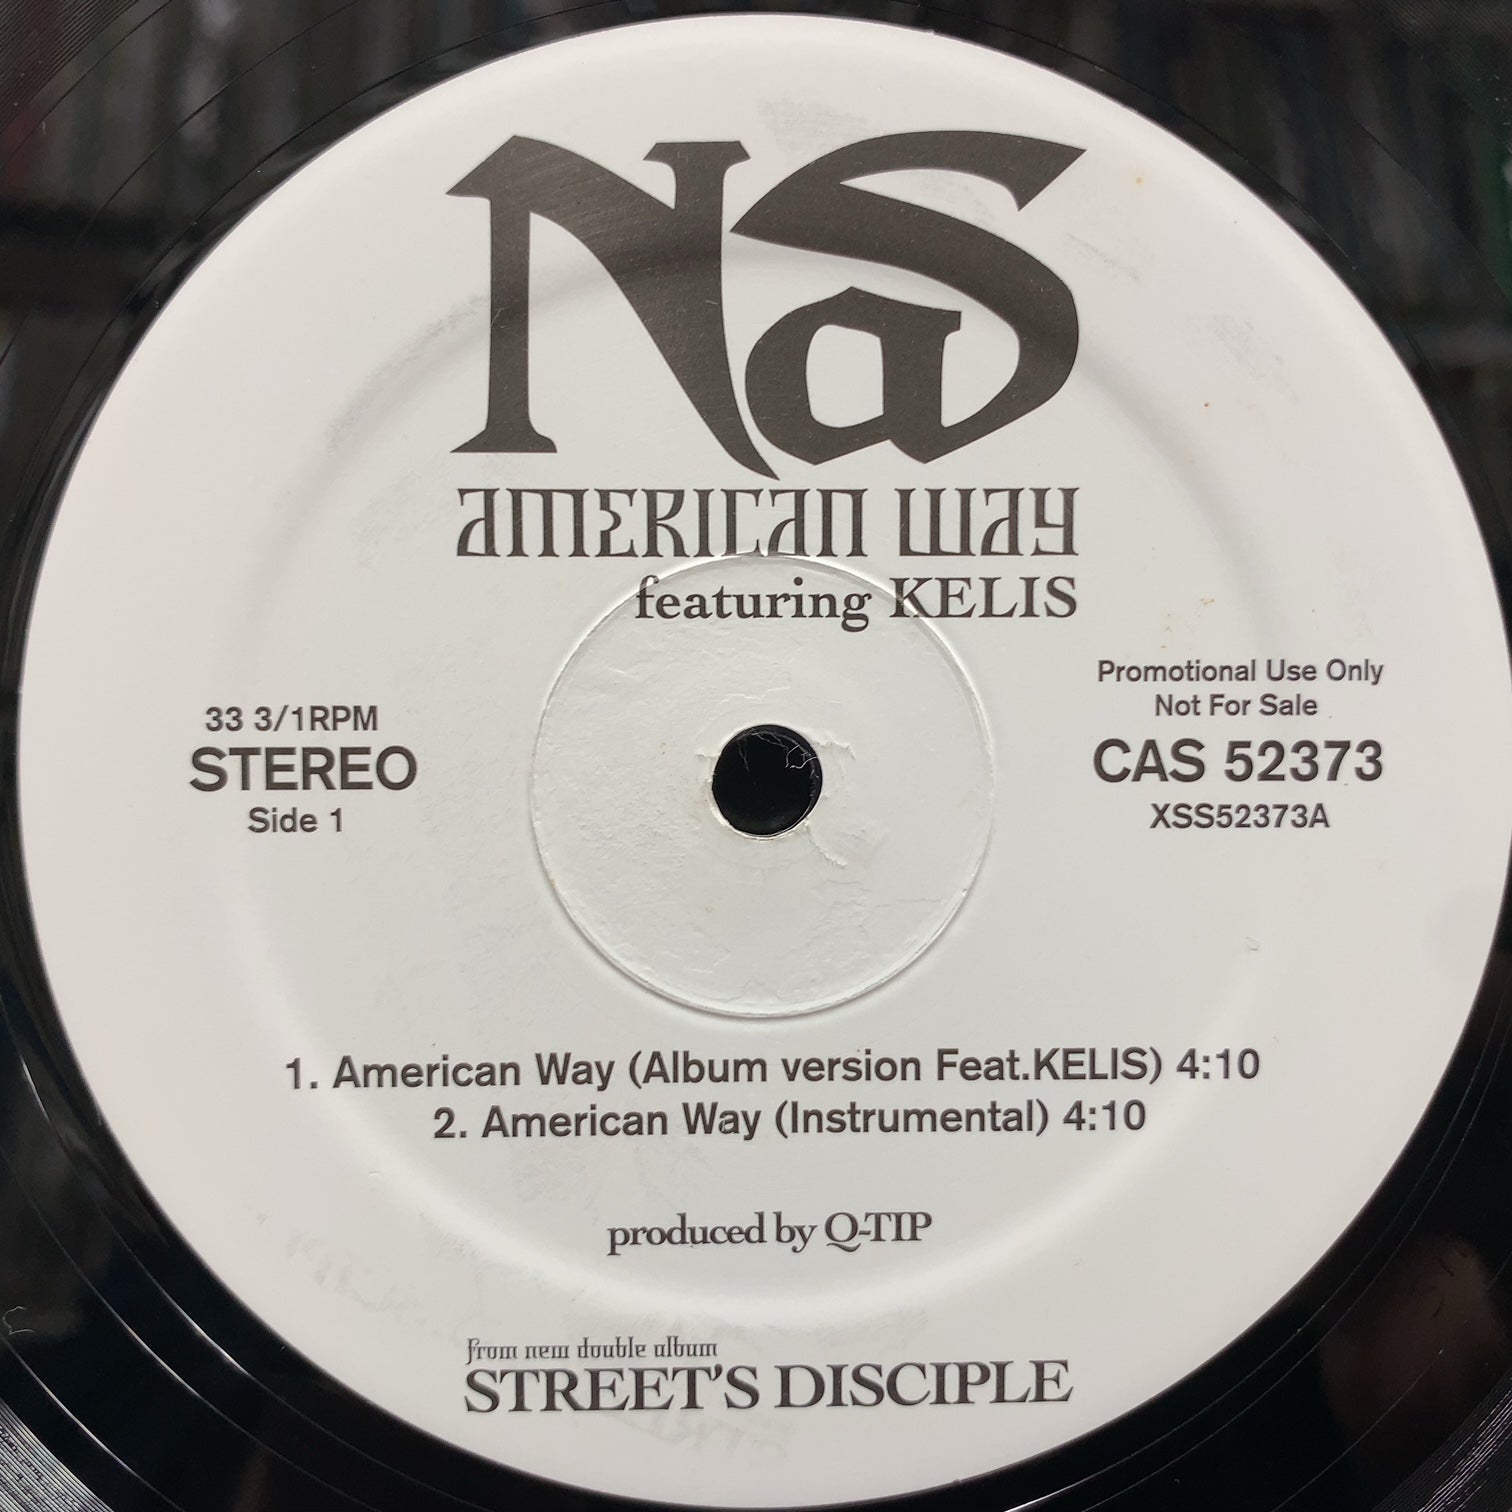 Nas
AMERICAN WAY
featuring KELIS
33 3/1RPM
STEREO
Side 1
Promotional Use Only
Not For Sale
CAS 52373
XSS52373A
1. American Way (Album version Feat.KELIS) 4:10
2. American Way (Instrumental) 4:10
produced by Q-TIP
from new double album
STREET'S DISCIPLE